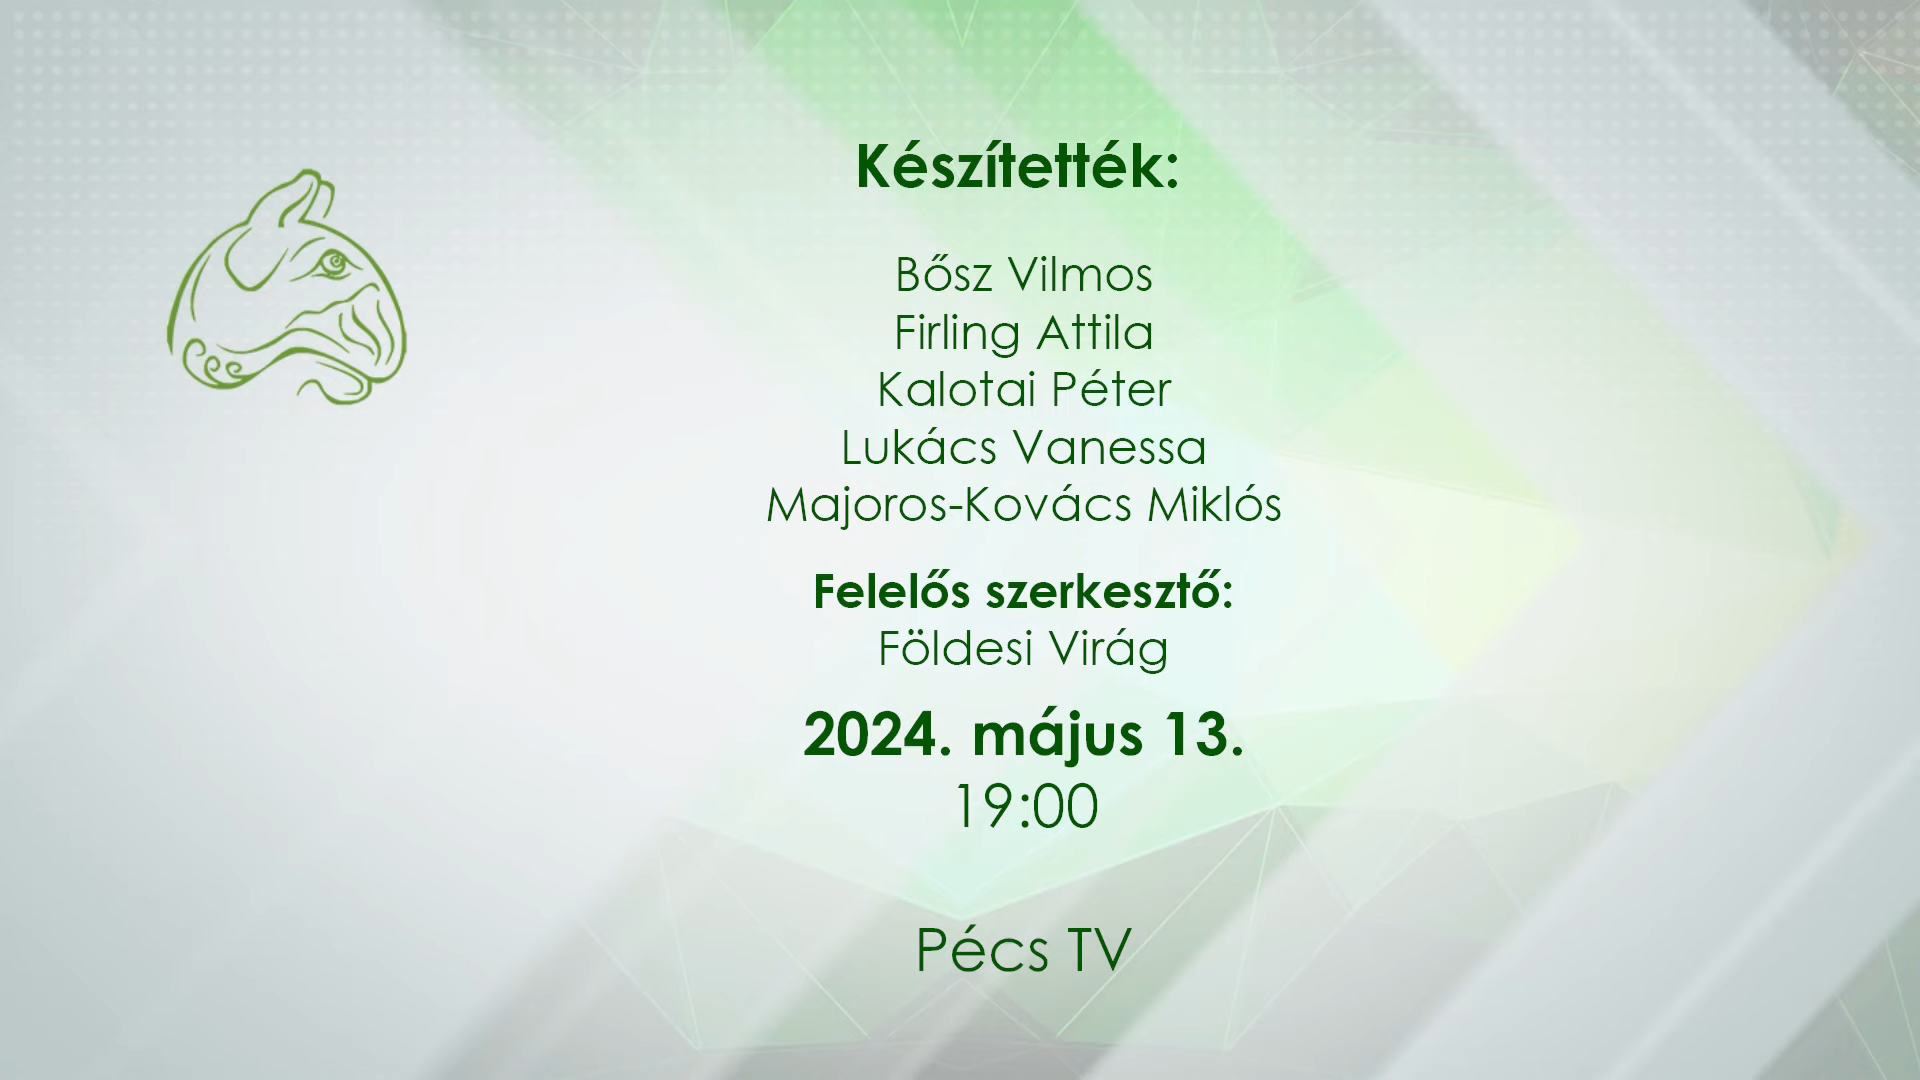 Készítették:
Bősz Vilmos
Firling Attila
Kalotai Péter
Lukács Vanessa
Majoros-Kovács Miklós
Felelős szerkesztő:
Földesi Virág
2024. május 13.
19:00
Pécs TV